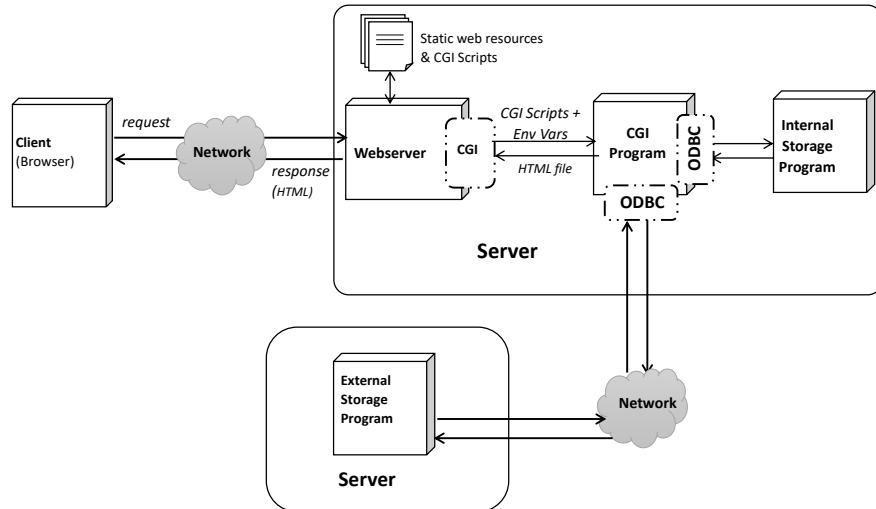 Static web resources
& CGI Scripts
Client
(Browser)
request
Network
response
(HTML)
Webserver
CGI
CGI Scripts +
Env Vars
HTML file
CGI
Program
ODBC
ODBC
Internal
Storage
Program
Server
External
Storage
Program
Network
Server